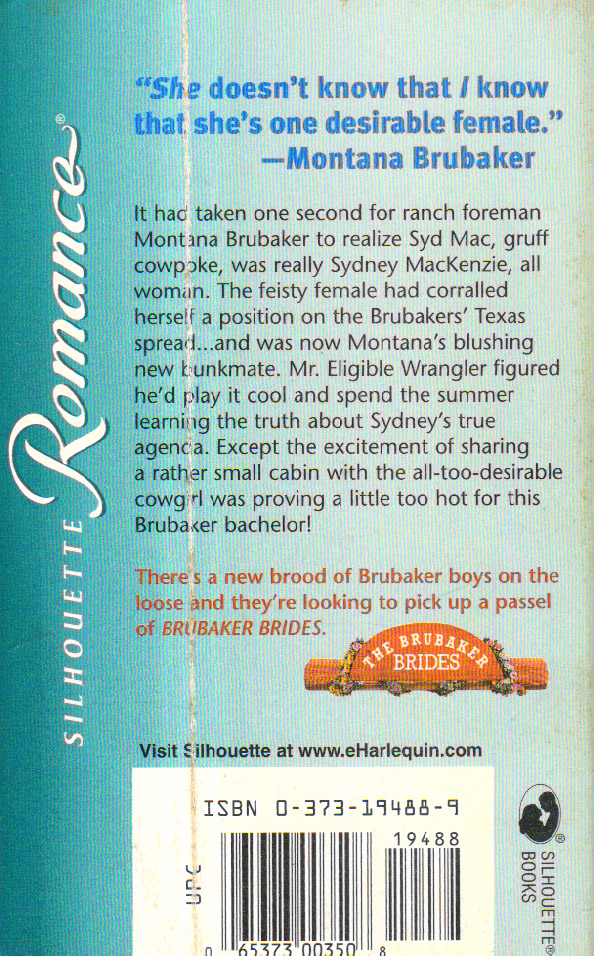 "She doesn't know that I know
that she's one desirable female."
—Montana Brubaker
It had taken one second for ranch foreman
Montana Brubaker to realize Syd Mac, gruff
cowpoke, was really Sydney MacKenzie, all
woman. The feisty female had corralled
herself a position on the Brubakers' Texas
spread...and was now Montana's blushing
new bunkmate. Mr. Eligible Wrangler figured
he'd play it cool and spend the summer
learning the truth about Sydney's true
agenda. Except the excitement of sharing
a rather small cabin with the all-too-desirable
cowgirl was proving a little too hot for this
Brubaker bachelor!
There's a new brood of Brubaker boys on the
loose and they're looking to pick up a passel
of BRUBAKER BRIDES.
THE BRUBAKER
BRIDES
Visit Silhouette at www.eHarlequin.com
ISBN 0-373-19488-9
19488
UPC
0 65373 00350 8
SILHOUETTE Romance®
®
SILHOUETTE®
BOOKS